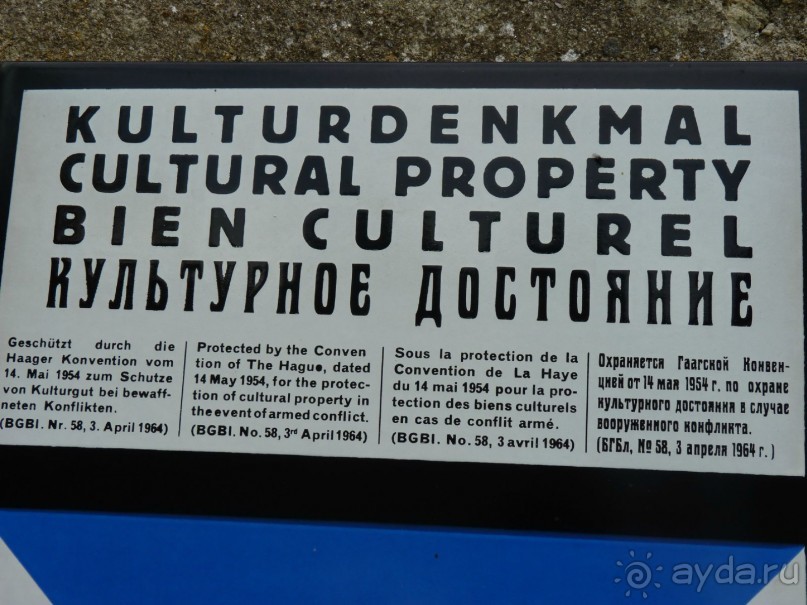 KULTURDENKMAL
CULTURAL PROPERTY
BIEN CULTUREL
КУЛЬТУРНОЕ ДОСТОЯНИЕ
Geschützt durch die
Haager Konvention vom
14. Mai 1954 zum Schutze
von Kulturgut bei bewaff-
neten Konflikten.
(BGBl. Nr. 58, 3. April 1964)
Protected by the Conven
tion of The Hague, dated
14 May 1954, for the protec-
tion of cultural property in
the event of armed conflict.
(BGBl. No. 58, 3rd April 1964)
Sous la protection de la
Convention de La Haye
du 14 mai 1954 pour la pro-
tection des biens culturels
en cas de conflit armé.
(BGBl. No. 58, 3 avril 1964)
Охраняется Гаагской Конвен-
цией от 14 мая 1954 г. по охране
культурного достояния в случае
вооруженного конфликта.
(БГБл, № 58, 3 апреля 1964 г.)
ayda.ru